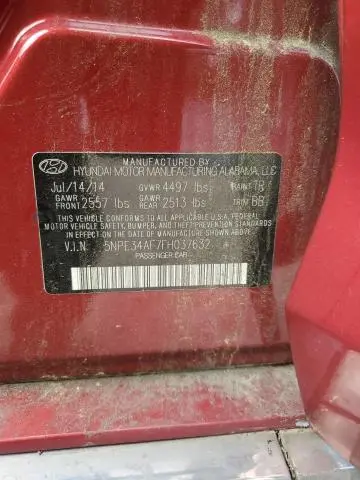 MANUFACTURED BY
HYUNDAI MOTOR MANUFACTURING ALABAMA, LLC
Jul/14/14 GVWR 4497 lbs PAINT TR
GAWR FRONT 2557 lbs GAWR REAR 2513 lbs TRIM BB
THIS VEHICLE CONFORMS TO ALL APPLICABLE U.S.A. FEDERAL
MOTOR VEHICLE SAFETY, BUMPER, AND THEFT PREVENTION
STANDARDS IN EFFECT ON THE DATE OF MANUFACTURE SHOWN ABOVE.
V.I.N. 5NPE34AF7FH037632
PASSENGER CAR